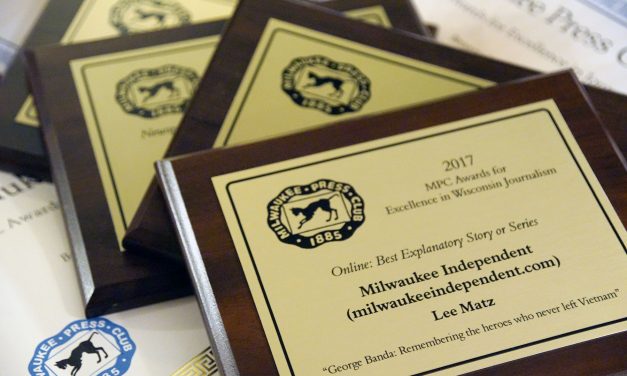 2017
MPC Awards for
Excellence in Wisconsin Journalism
MILWAUKEE · PRESS · CLUB
1885
Online: Best Explanatory Story or Series
Milwaukee Independent
(milwaukeeindependent.com)
Lee Matz
“George Banda: Remembering the heroes who never left Vietnam”
MILWAUKEE PRESS CLUB
1885
MILWAUKEE PRESS CLUB
1885
MILWAUKEE · PRESS · CLUB
1885